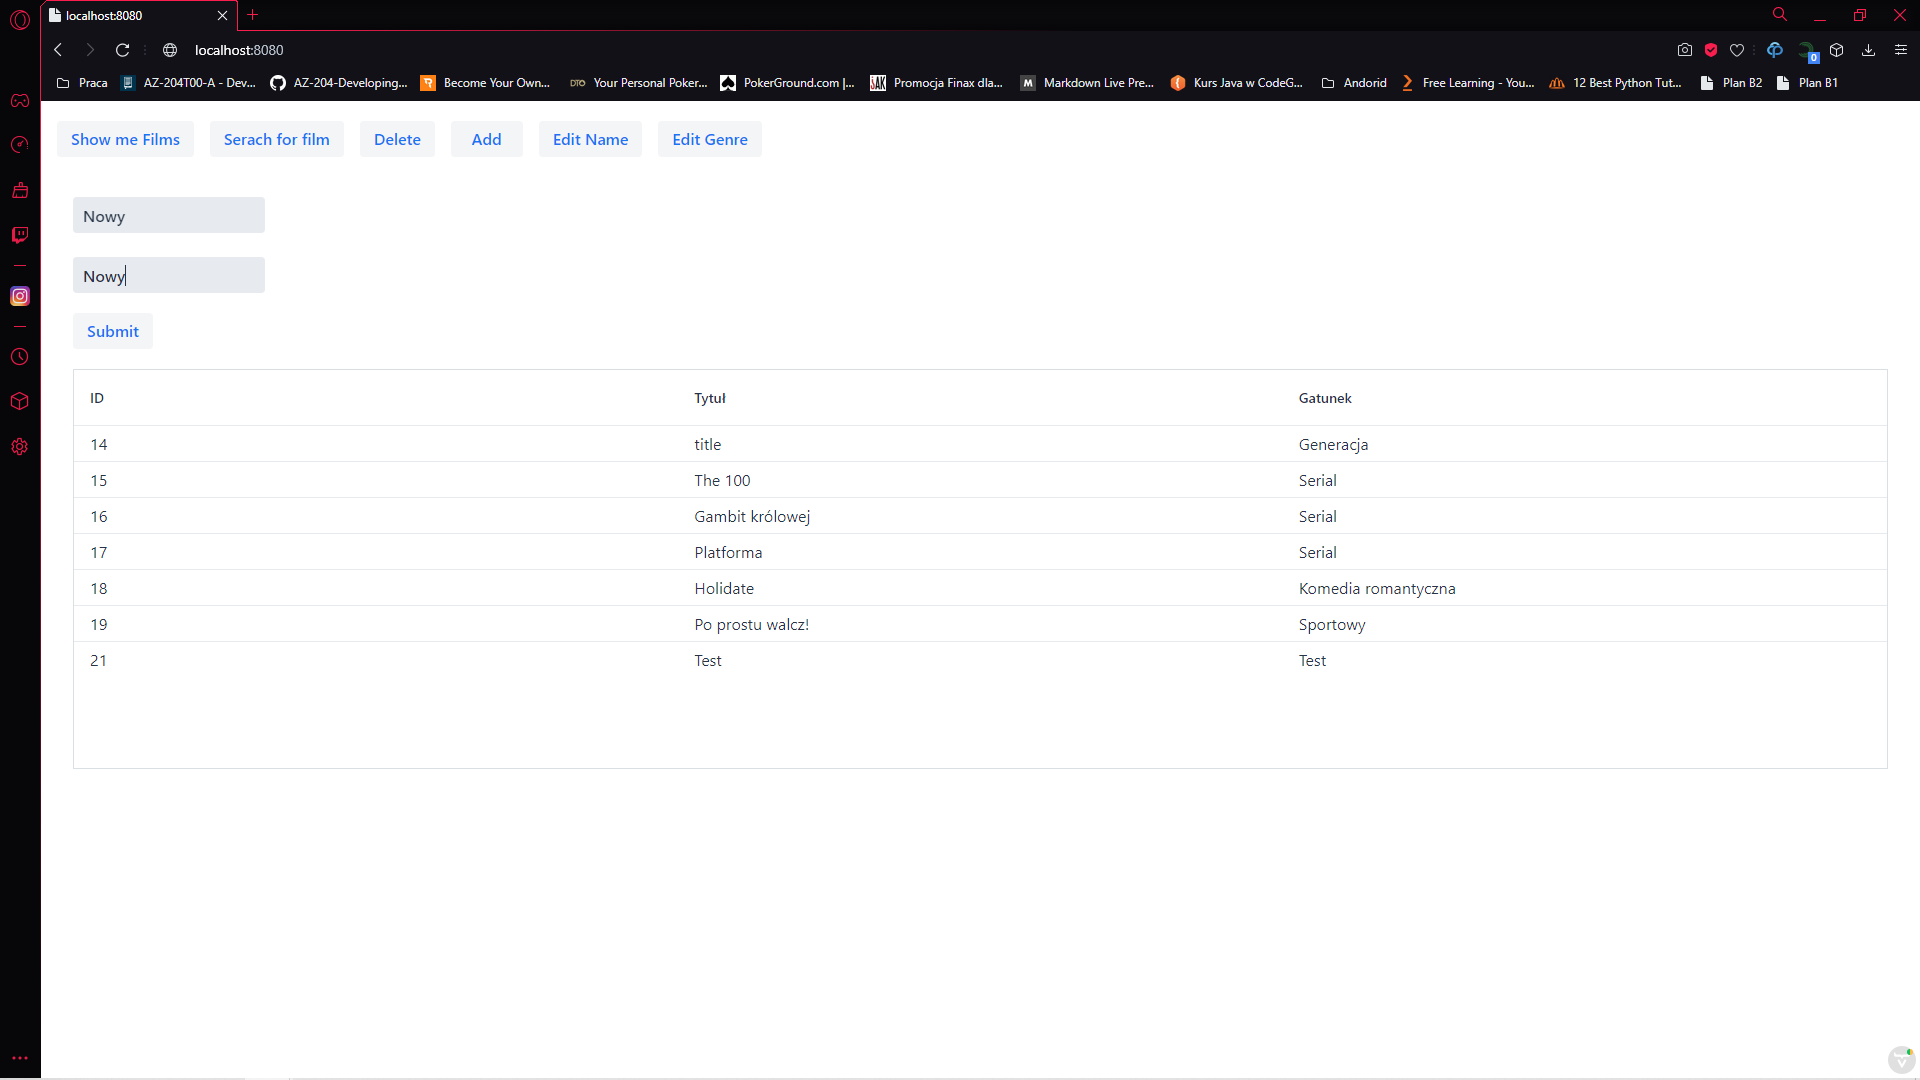 localhost:8080
localhost:8080
0
Praca AZ-204T00-A - Dev... AZ-204-Developing... Become Your Own... DTO Your Personal Poker... PokerGround.com |... SAK Promocja Finax dla... M Markdown Live Pre... Kurs Java w CodeG... Andorid Free Learning - You... 12 Best Python Tut... Plan B2 Plan B1
Show me Films Serach for film Delete Add Edit Name Edit Genre
Nowy
Nowy
Submit
ID Tytuł Gatunek
14 title Generacja
15 The 100 Serial
16 Gambit królowej Serial
17 Platforma Serial
18 Holidate Komedia romantyczna
19 Po prostu walcz! Sportowy
21 Test Test